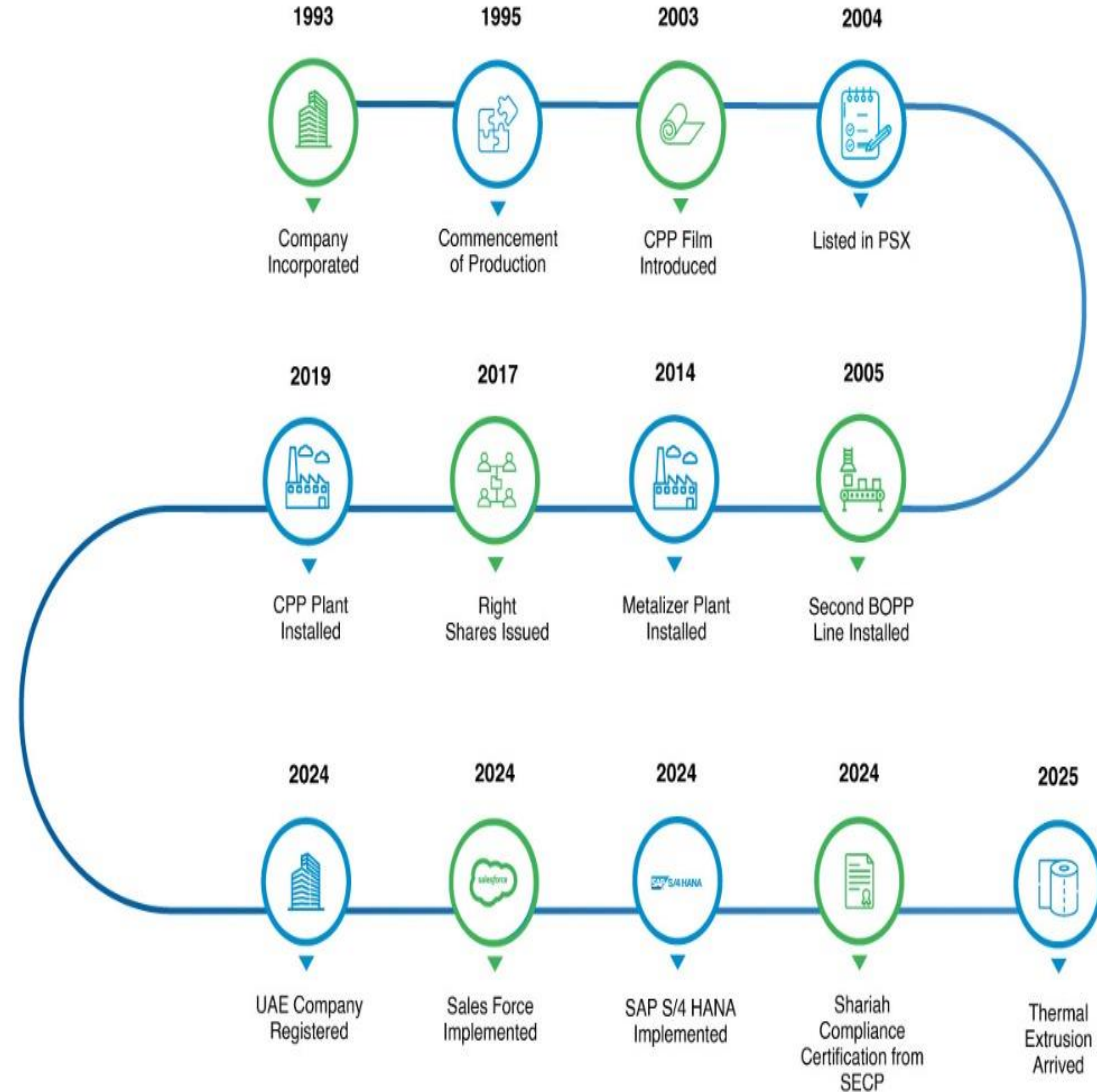 1993
Company
Incorporated
1995
Commencement
of Production
2003
CPP Film
Introduced
2004
Listed in PSX
2019
CPP Plant
Installed
2017
Right
Shares Issued
2014
Metalizer Plant
Installed
2005
Second BOPP
Line Installed
2024
UAE Company
Registered
2024
salesforce
Sales Force
Implemented
2024
SAP S/4 HANA
SAP S/4 HANA
Implemented
2024
Shariah
Compliance
Certification from
SECP
2025
Thermal
Extrusion
Arrived